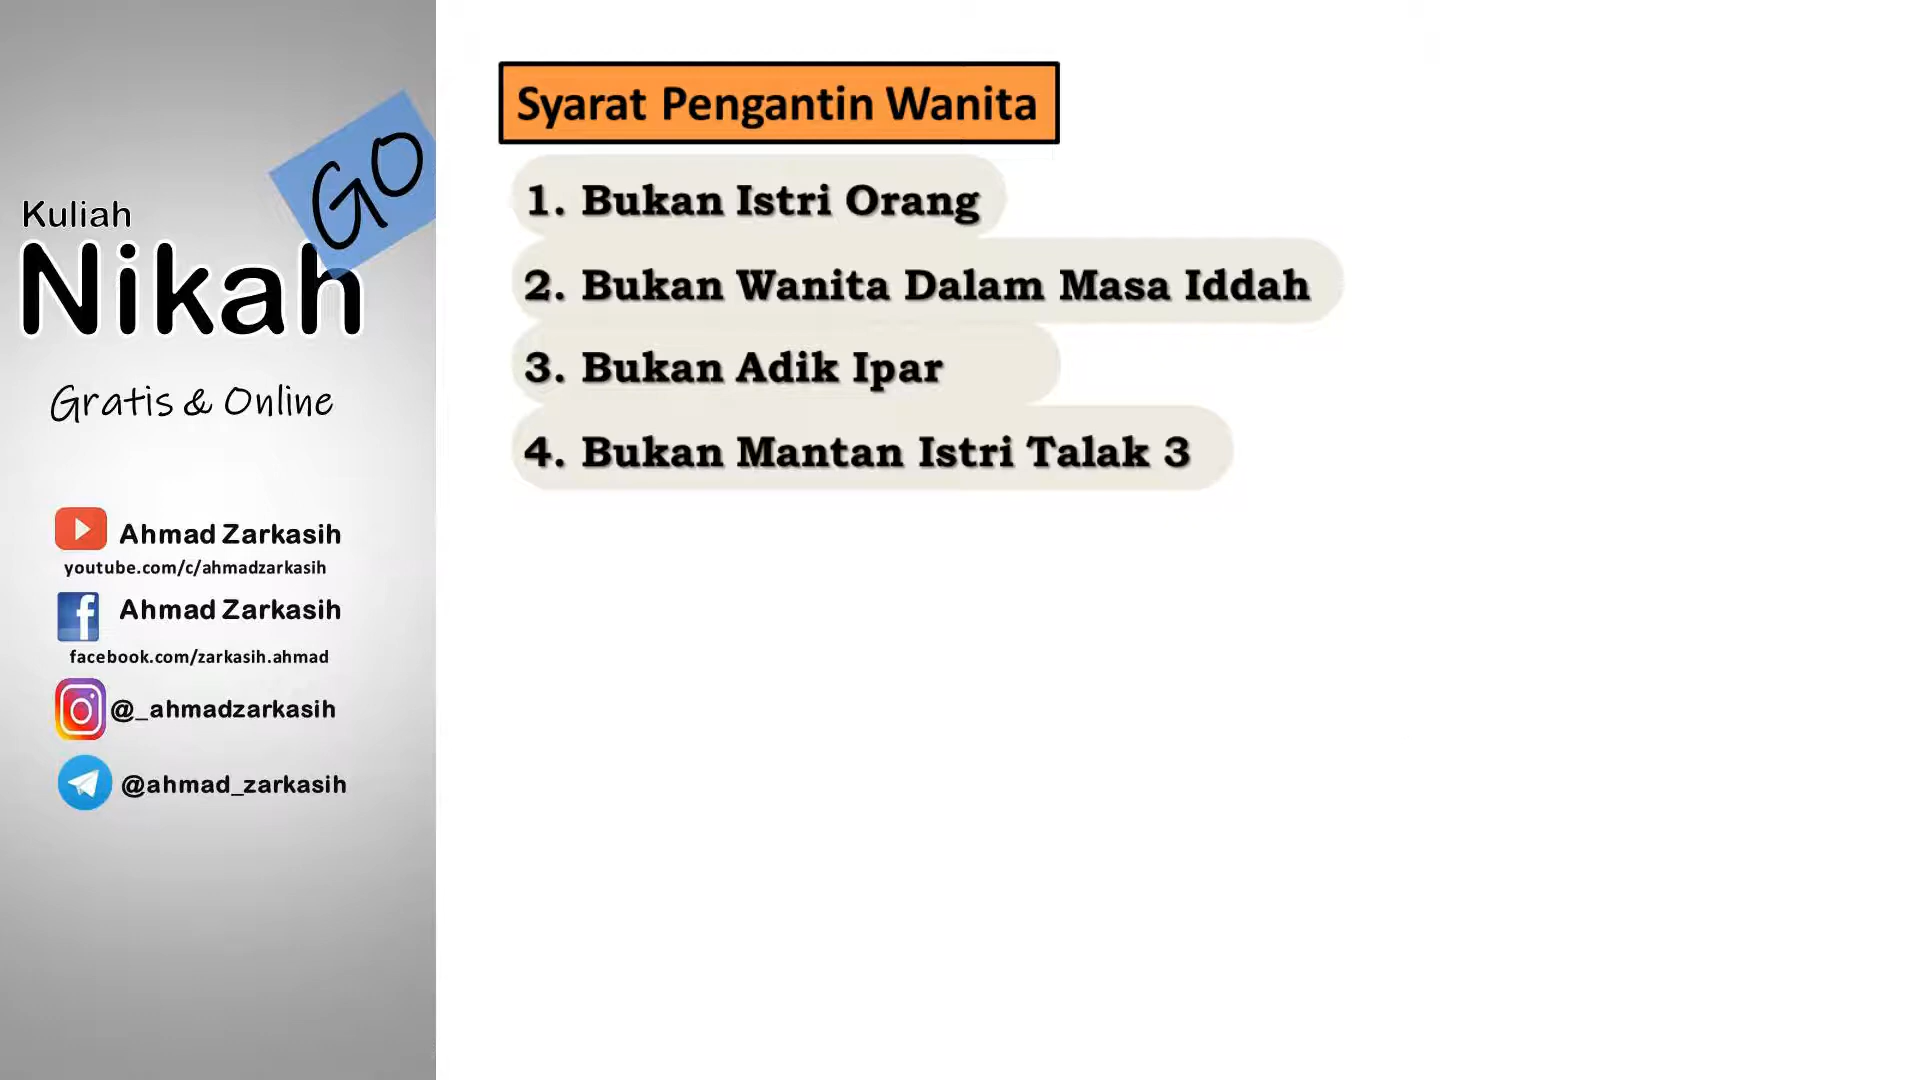 GO
Kuliah
Nikah
Gratis & Online
Ahmad Zarkasih
youtube.com/c/ahmadzarkasih
Ahmad Zarkasih
facebook.com/zarkasih.ahmad
@_ahmadzarkasih
@ahmad_zarkasih
Syarat Pengantin Wanita
1. Bukan Istri Orang
2. Bukan Wanita Dalam Masa Iddah
3. Bukan Adik Ipar
4. Bukan Mantan Istri Talak 3